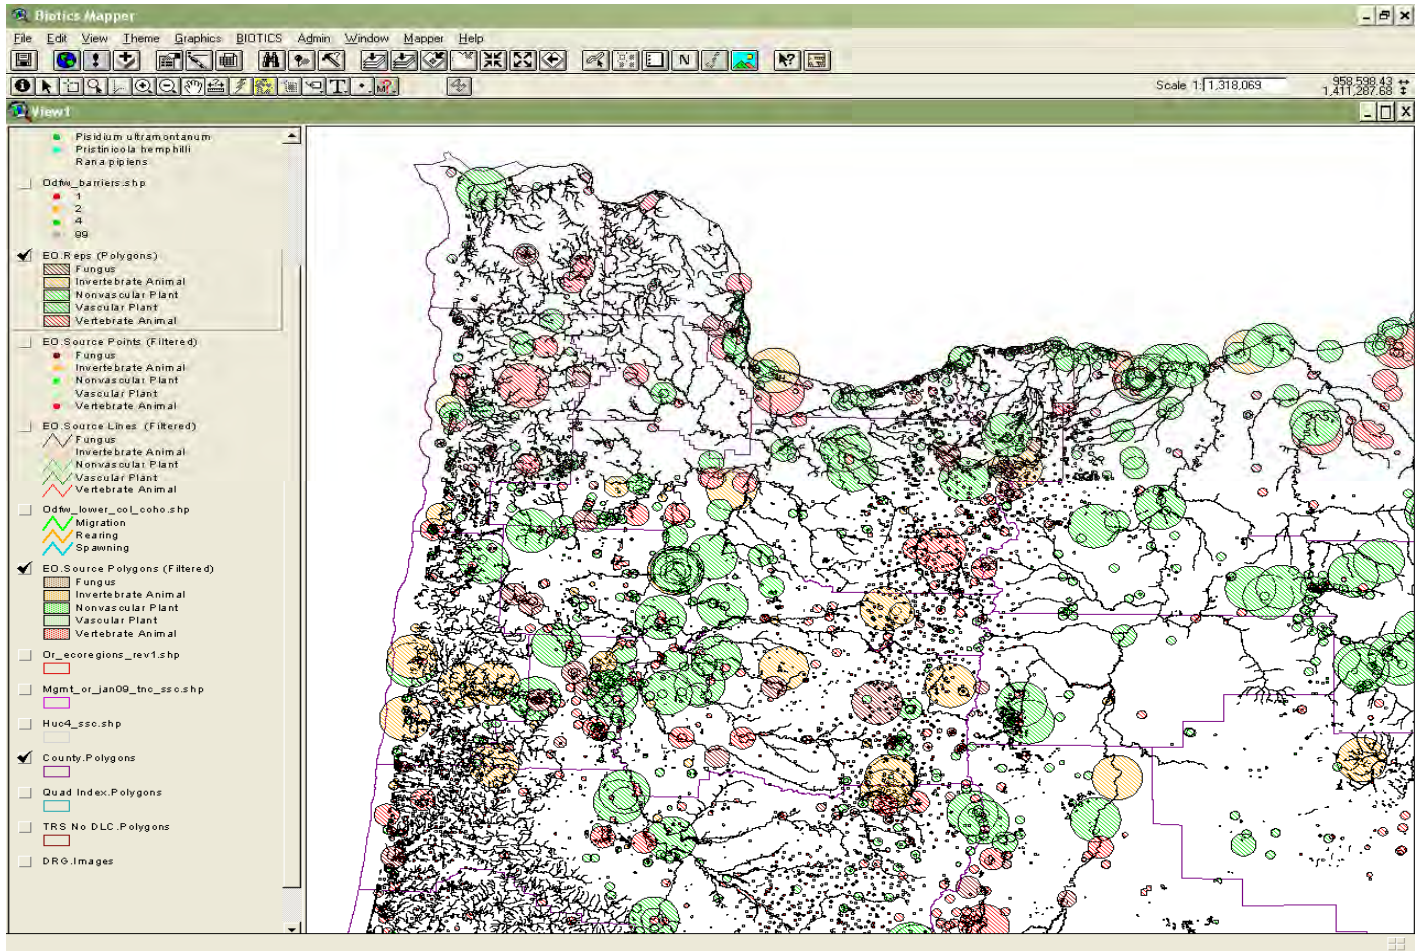 Biotics Mapper
File Edit View Theme Graphics BIOTICS Admin Window Mapper Help
Scale 1: 1,318,069
958,598.43
1,411,287.68
View1
Pisidium ultramontanum
Pristinicola hemphilli
Rana pipiens
Odfw_barriers.shp
1
2
4
99
EO.Reps (Polygons)
Fungus
Invertebrate Animal
Nonvascular Plant
Vascular Plant
Vertebrate Animal
EO.Source Points (Filtered)
Fungus
Invertebrate Animal
Nonvascular Plant
Vascular Plant
Vertebrate Animal
EO.Source Lines (Filtered)
Fungus
Invertebrate Animal
Nonvascular Plant
Vascular Plant
Vertebrate Animal
Odfw_lower_col_coho.shp
Migration
Rearing
Spawning
EO.Source Polygons (Filtered)
Fungus
Invertebrate Animal
Nonvascular Plant
Vascular Plant
Vertebrate Animal
Or_ecoregions_rev1.shp
Mgmt_or_jan09_tnc_ssc.shp
Huc4_ssc.shp
County.Polygons
Quad Index.Polygons
TRS No DLC.Polygons
DRG.Images